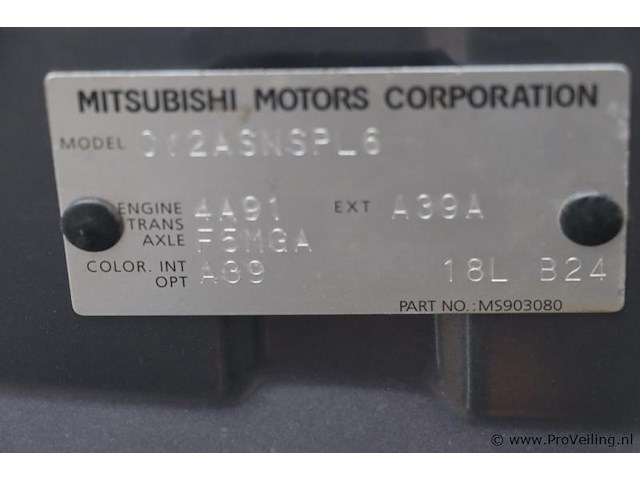 MITSUBISHI MOTORS CORPORATION
MODEL C12ASNSPL6
ENGINE 4A91 EXT A39A
TRANS
AXLE F5MGA
COLOR. INT A39 18L B24
OPT
PART NO.: MS903080
© www.ProVeiling.nl